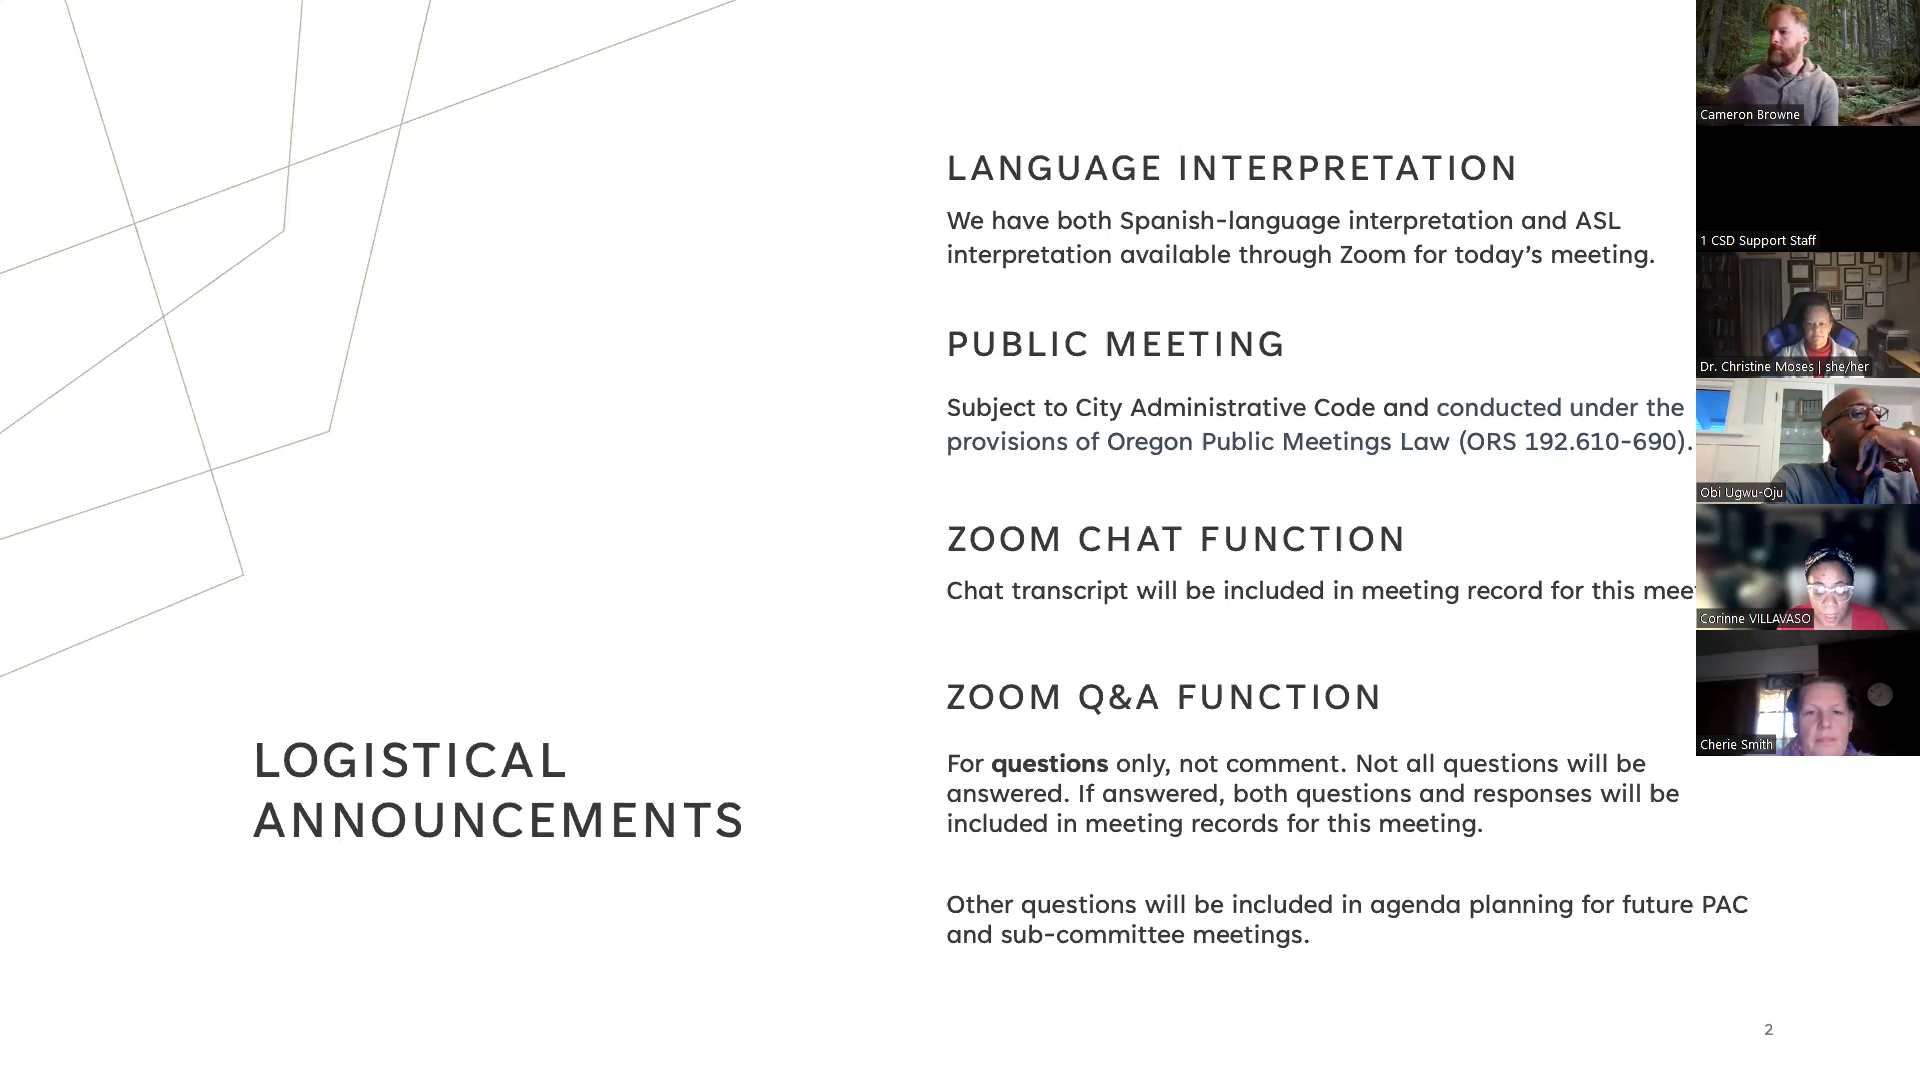 LOGISTICAL
ANNOUNCEMENTS
LANGUAGE INTERPRETATION
We have both Spanish-language interpretation and ASL
interpretation available through Zoom for today’s meeting.
PUBLIC MEETING
Subject to City Administrative Code and conducted under the
provisions of Oregon Public Meetings Law (ORS 192.610-690).
ZOOM CHAT FUNCTION
Chat transcript will be included in meeting record for this mee
ZOOM Q&A FUNCTION
For questions only, not comment. Not all questions will be
answered. If answered, both questions and responses will be
included in meeting records for this meeting.
Other questions will be included in agenda planning for future PAC
and sub-committee meetings.
2
Cameron Browne
1 CSD Support Staff
Dr. Christine Moses | she/her
Obi Ugwu-Oju
Corinne VILLAVASO
Cherie Smith